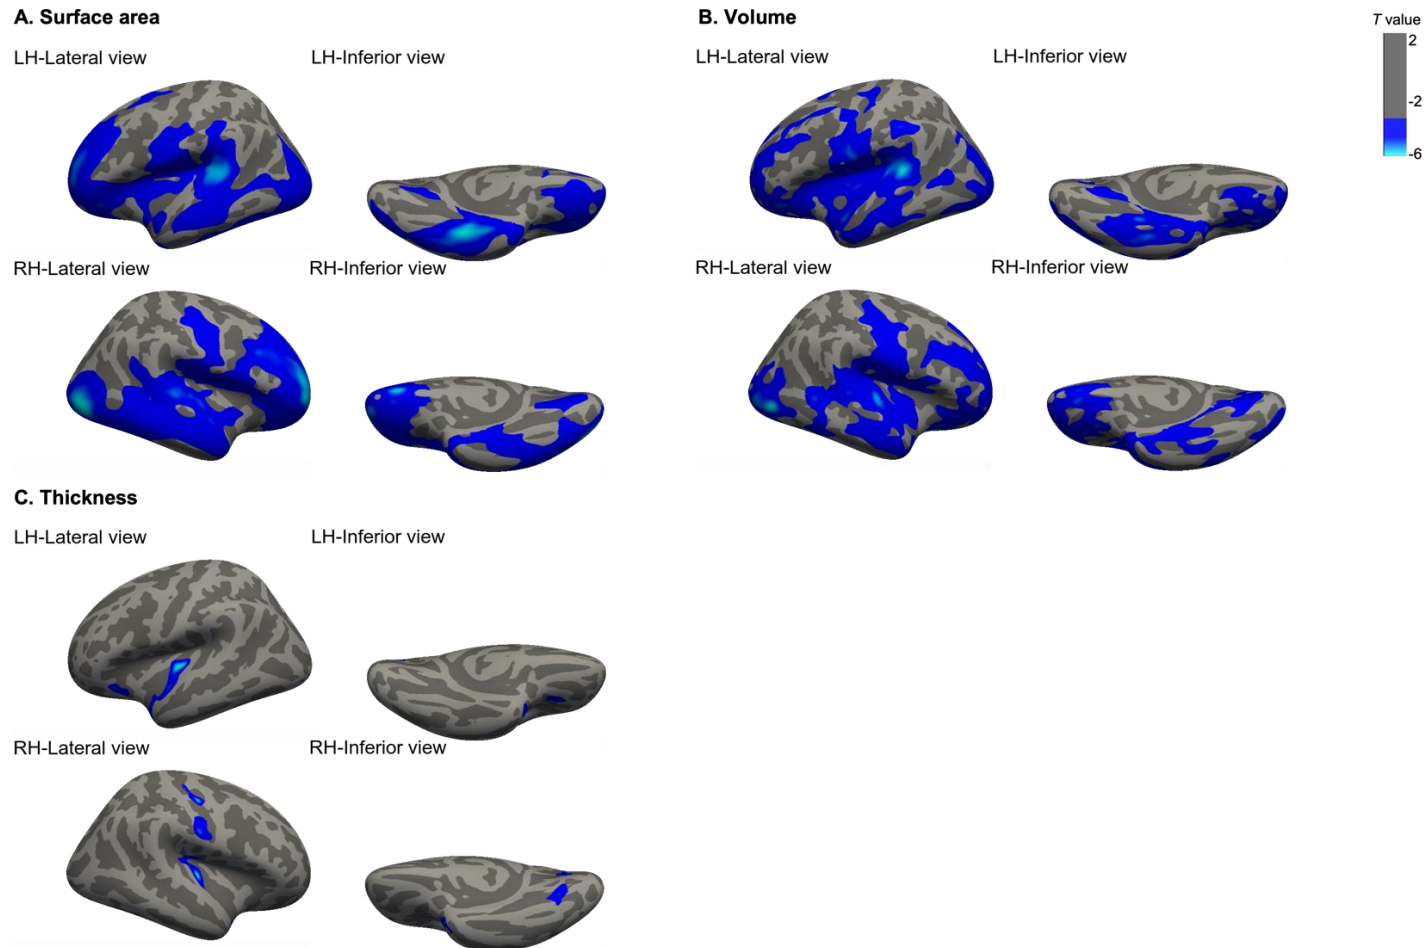 A. Surface area
LH-Lateral view
LH-Inferior view
RH-Lateral view
RH-Inferior view
B. Volume
LH-Lateral view
LH-Inferior view
RH-Lateral view
RH-Inferior view
T value
2
-2
-6
C. Thickness
LH-Lateral view
LH-Inferior view
RH-Lateral view
RH-Inferior view